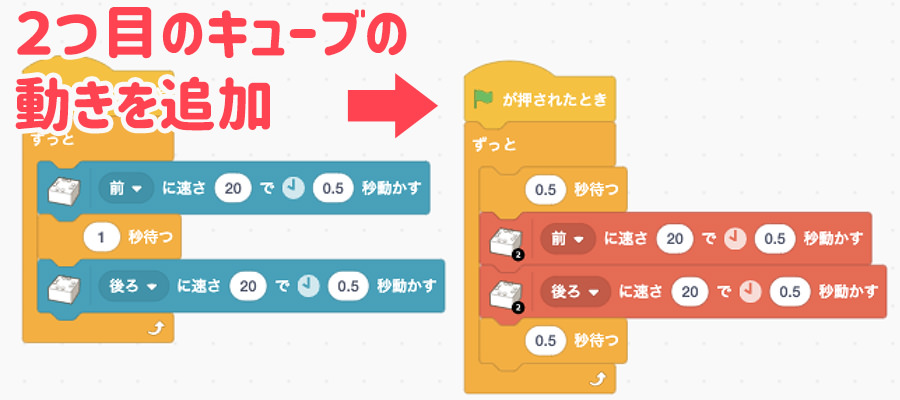 2つ目のキューブの
動きを追加
ずっと
前 に速さ 20 で 0.5 秒動かす
1 秒待つ
後ろ に速さ 20 で 0.5 秒動かす
が押されたとき
ずっと
0.5 秒待つ
2 前 に速さ 20 で 0.5 秒動かす
2 後ろ に速さ 20 で 0.5 秒動かす
0.5 秒待つ